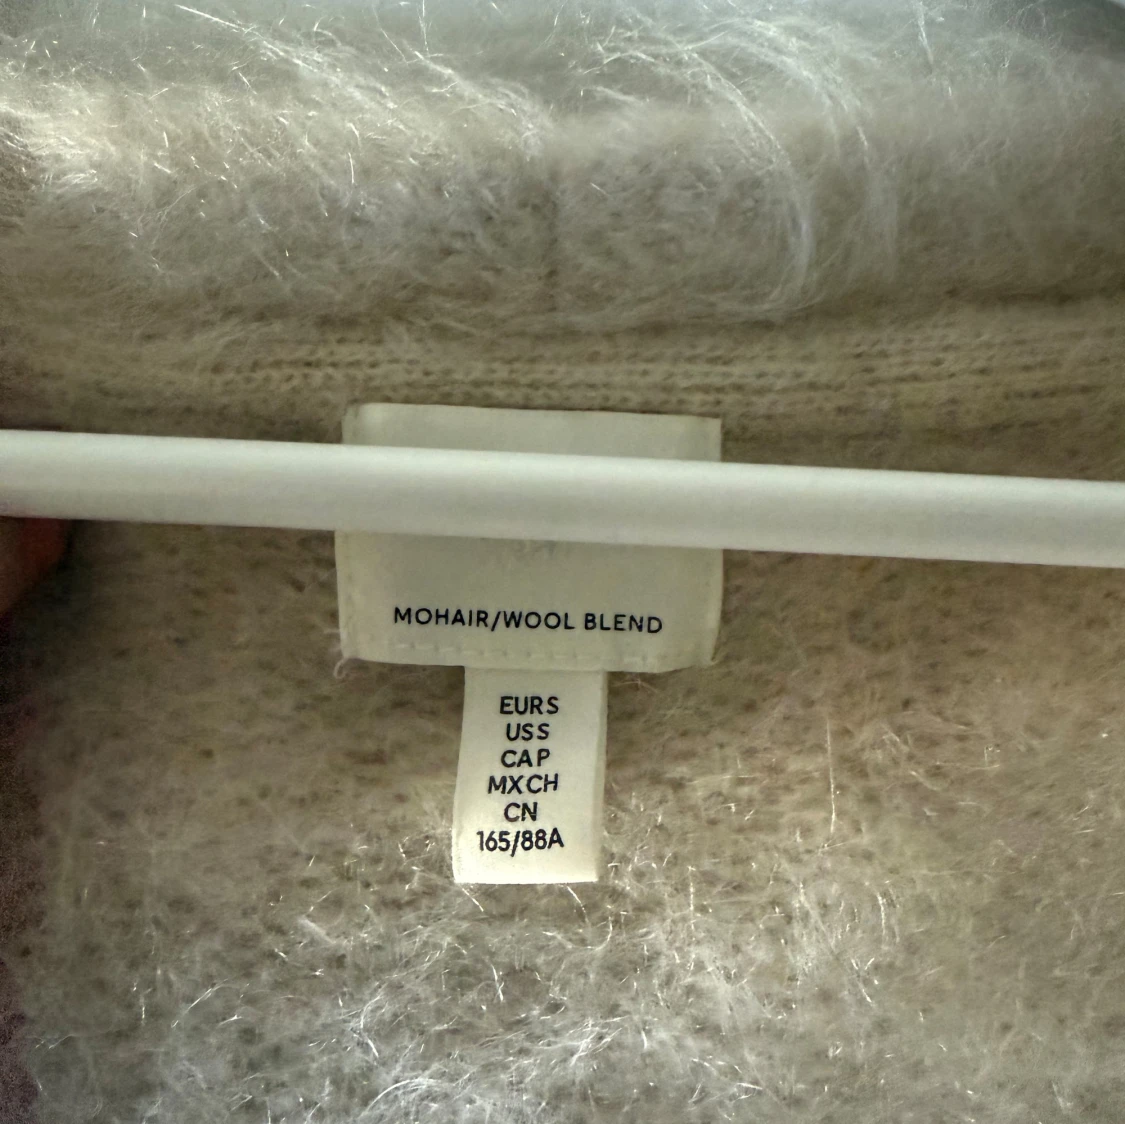 MOHAIR/WOOL BLEND
EUR S
US S
CA P
MX CH
CN
165/88A